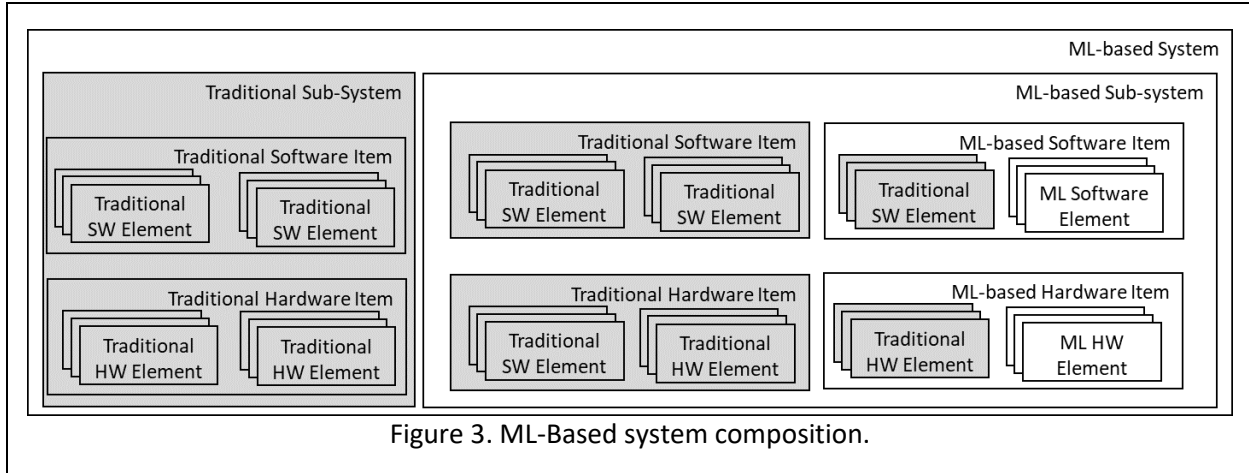 ML-based System
Traditional Sub-System
Traditional Software Item
Traditional
SW Element
Traditional
SW Element
Traditional Hardware Item
Traditional
HW Element
Traditional
HW Element
ML-based Sub-system
Traditional Software Item
Traditional
SW Element
Traditional
SW Element
ML-based Software Item
Traditional
SW Element
ML Software
Element
Traditional Hardware Item
Traditional
SW Element
Traditional
HW Element
ML-based Hardware Item
Traditional
HW Element
ML HW
Element
Figure 3. ML-Based system composition.